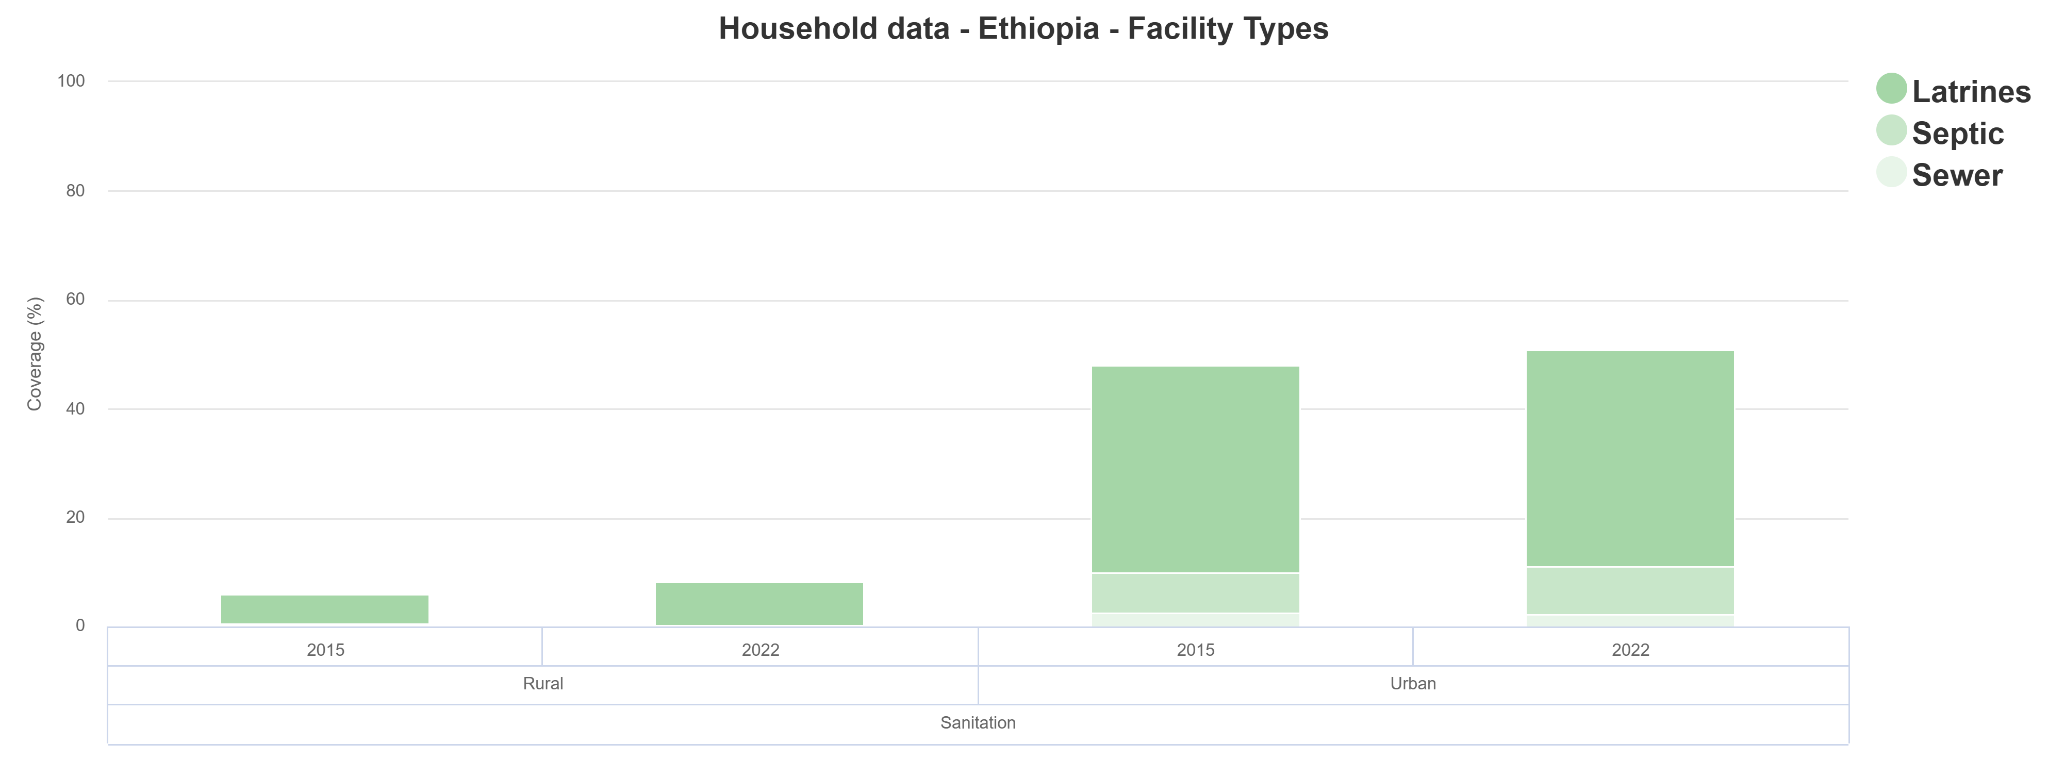 Household data - Ethiopia - Facility Types
100
80
60
40
20
0
Coverage (%)
Latrines
Septic
Sewer
2015
2022
2015
2022
Rural
Urban
Sanitation